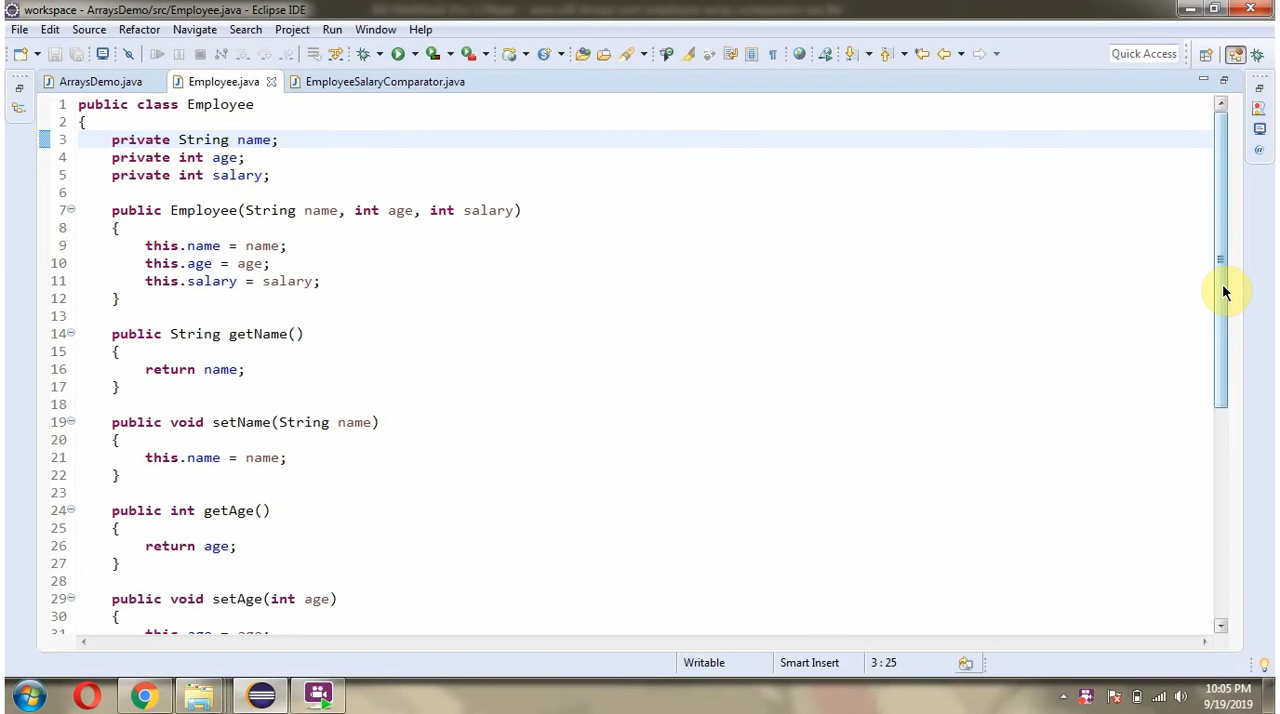 workspace - ArraysDemo/src/Employee.java - Eclipse IDE
File Edit Source Refactor Navigate Search Project Run Window Help
Quick Access
ArraysDemo.java Employee.java EmployeeSalaryComparator.java
1 public class Employee
2 {
3 private String name;
4 private int age;
5 private int salary;
6
7 public Employee(String name, int age, int salary)
8 {
9 this.name = name;
10 this.age = age;
11 this.salary = salary;
12 }
13
14 public String getName()
15 {
16 return name;
17 }
18
19 public void setName(String name)
20 {
21 this.name = name;
22 }
23
24 public int getAge()
25 {
26 return age;
27 }
28
29 public void setAge(int age)
30 {
31 this.age = age;
Writable Smart Insert 3 : 25
10:05 PM
9/19/2019